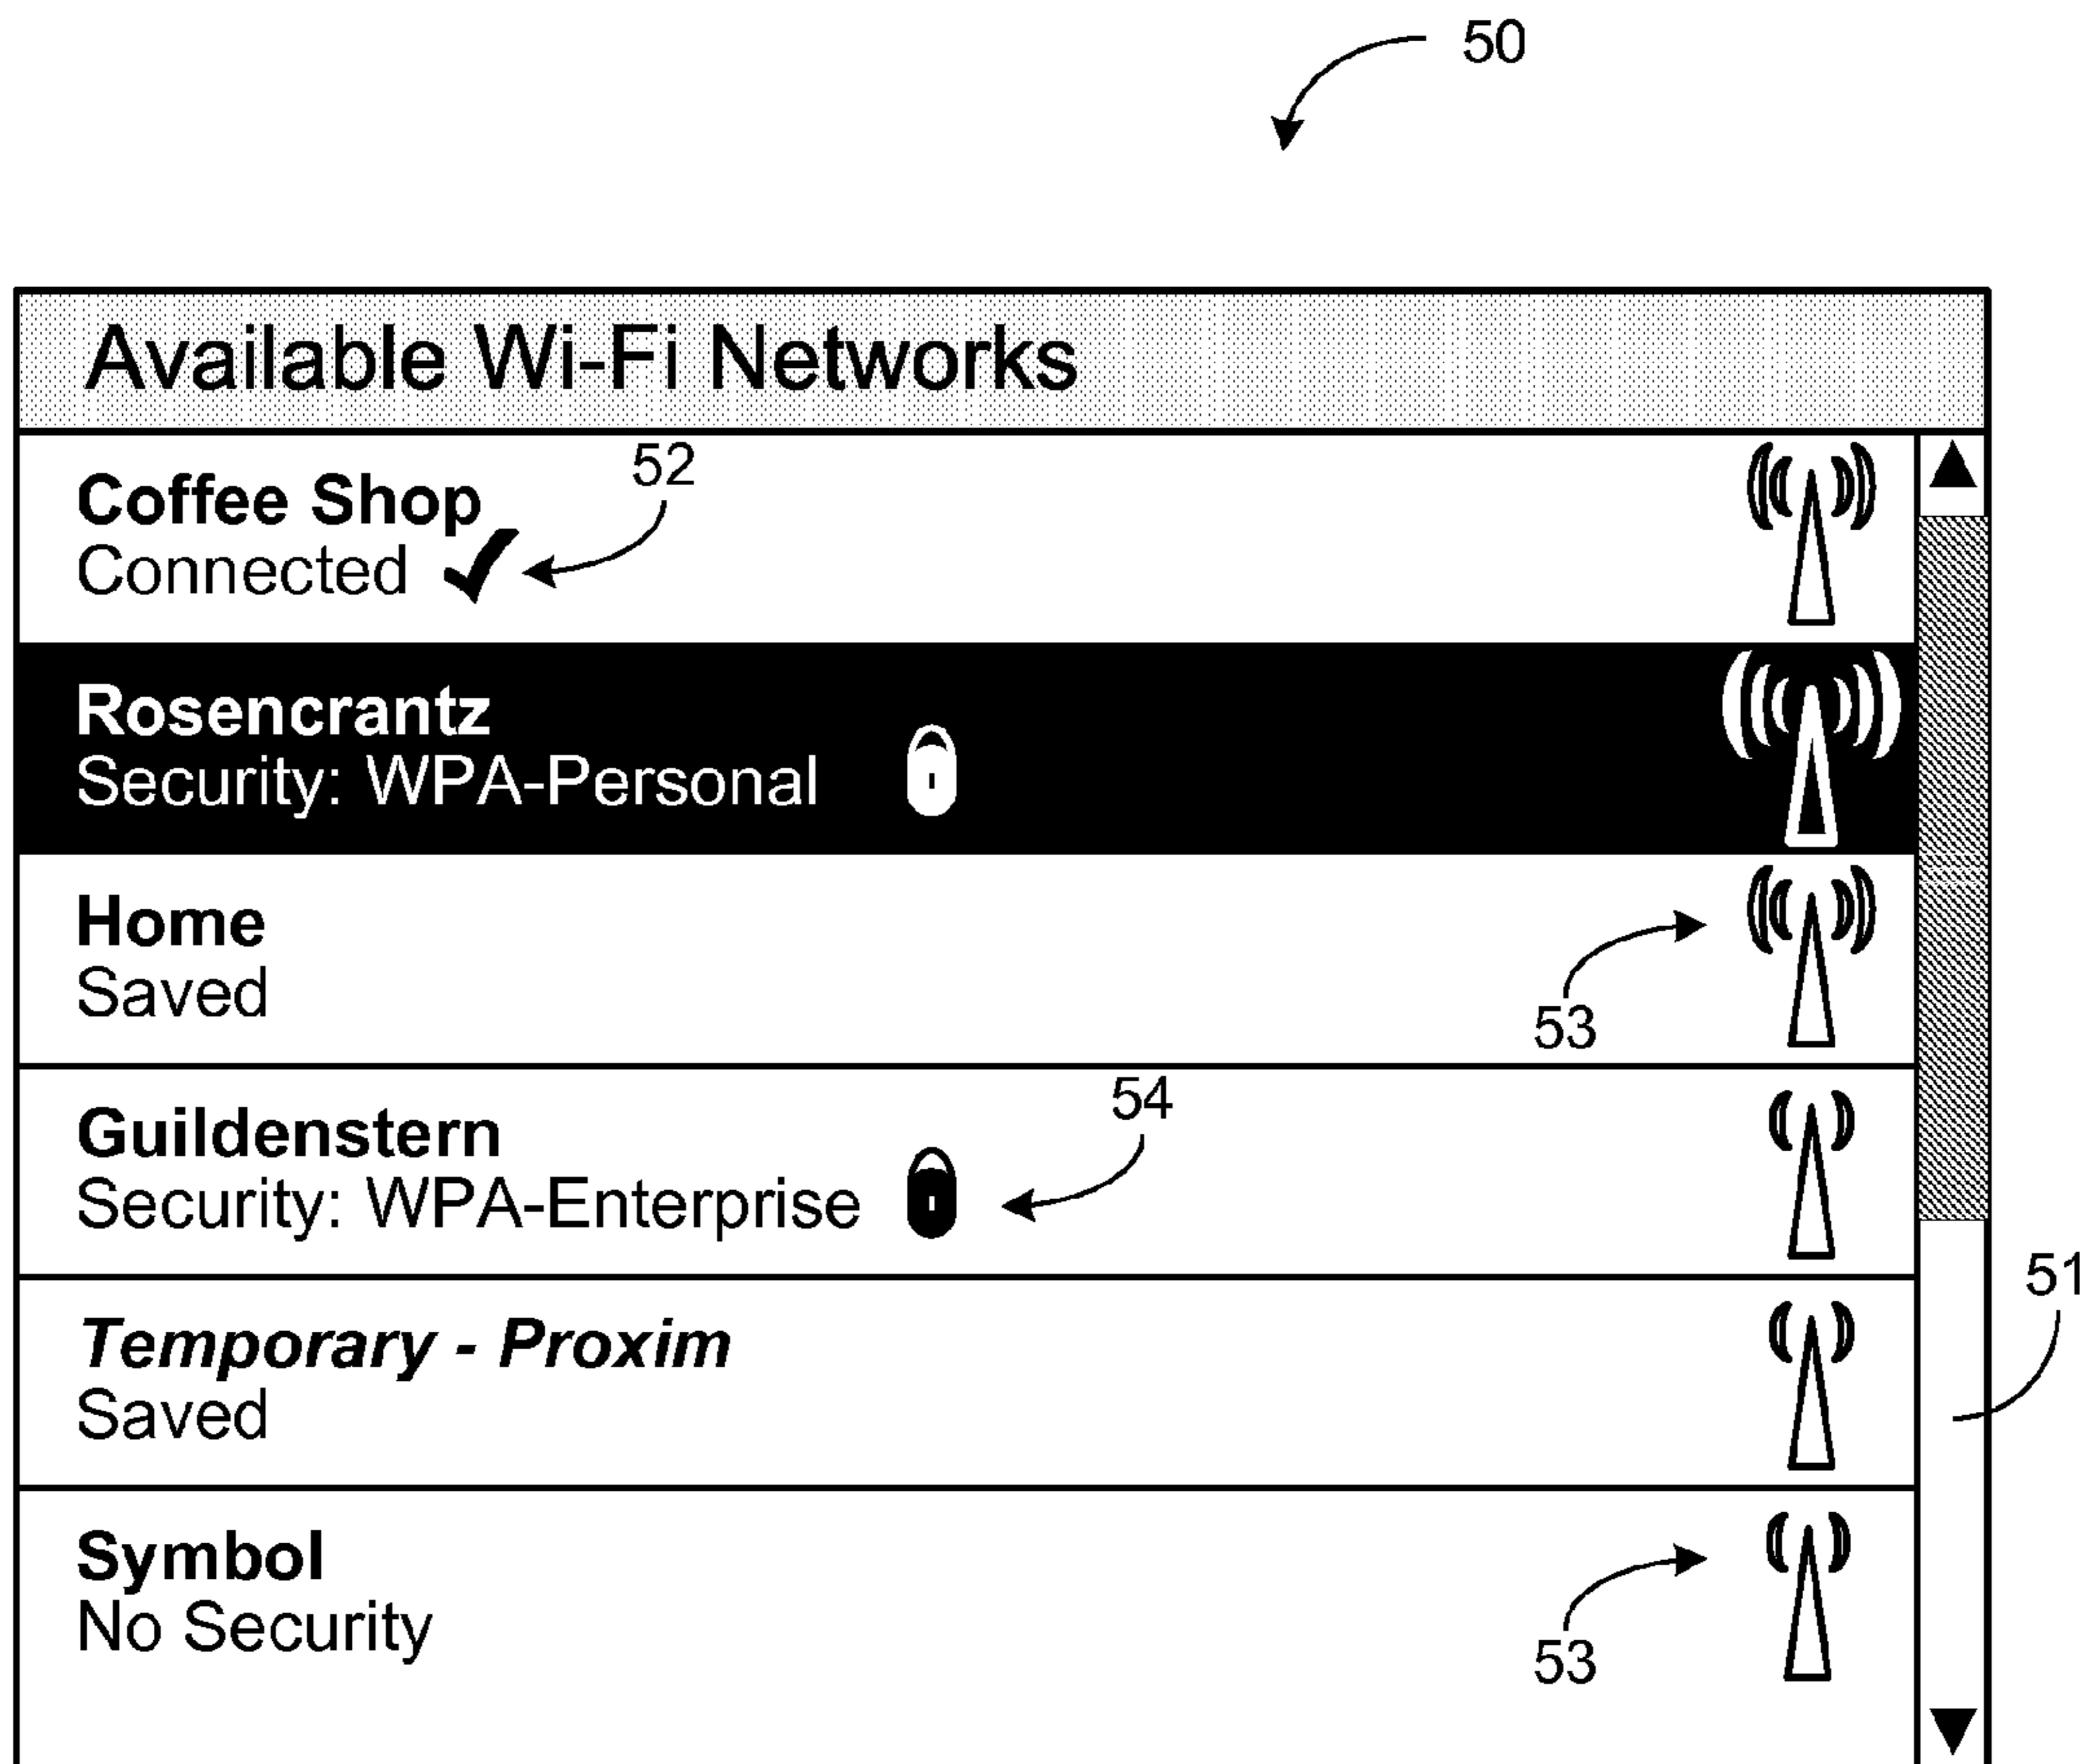 50
Available Wi-Fi Networks
Coffee Shop
52
Connected
Rosencrantz
Security: WPA-Personal
Home
Saved
53
Guildenstern
54
Security: WPA-Enterprise
51
Temporary - Proxim
Saved
Symbol
No Security
53